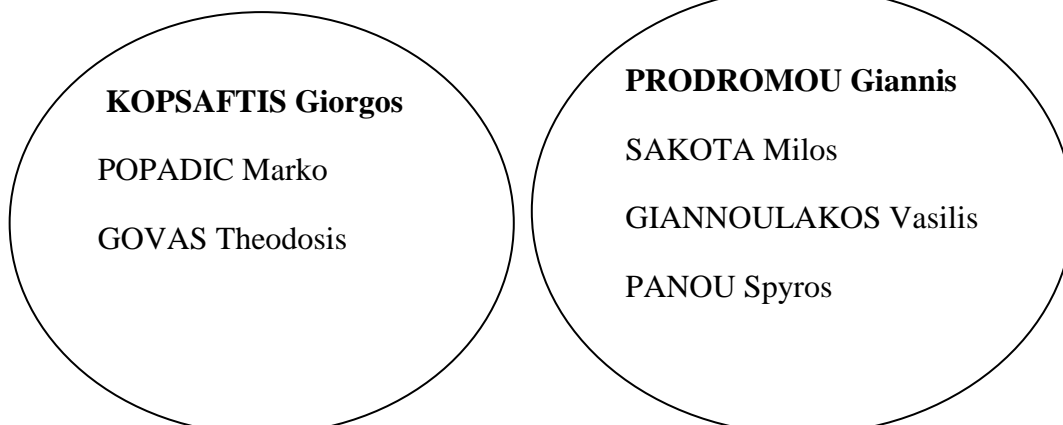 KOPSAFTIS Giorgos
POPADIC Marko
GOVAS Theodosis
PRODROMOU Giannis
SAKOTA Milos
GIANNOULAKOS Vasilis
PANOU Spyros